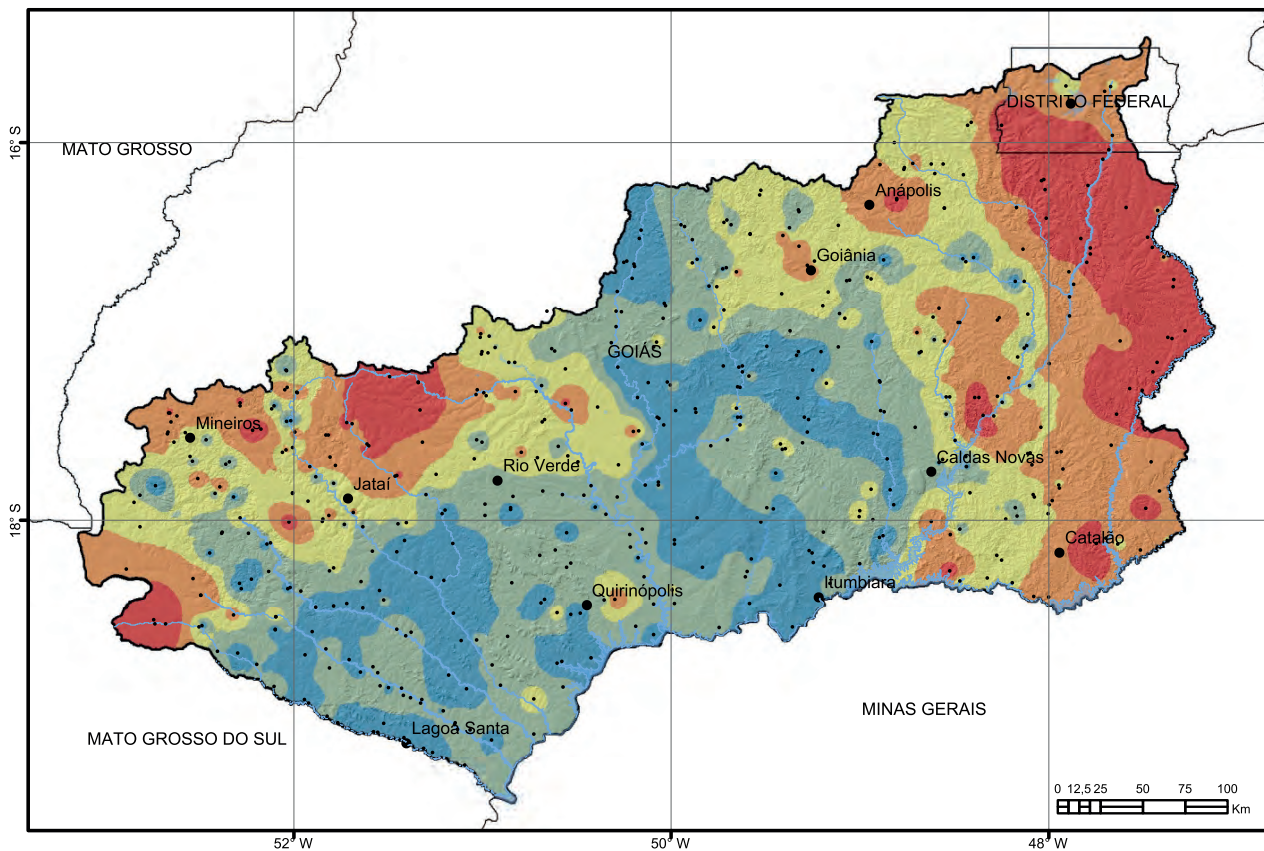 DISTRITO FEDERAL
16° S
MATO GROSSO
Anápolis
Goiânia
GOIÁS
Mineiros
Caldas Novas
Rio Verde
Jataí
18° S
Catalão
Quirinópolis
Itumbiara
MINAS GERAIS
Lagoa Santa
MATO GROSSO DO SUL
0 12,5 25 50 75 100
Km
52° W 50° W 48° W